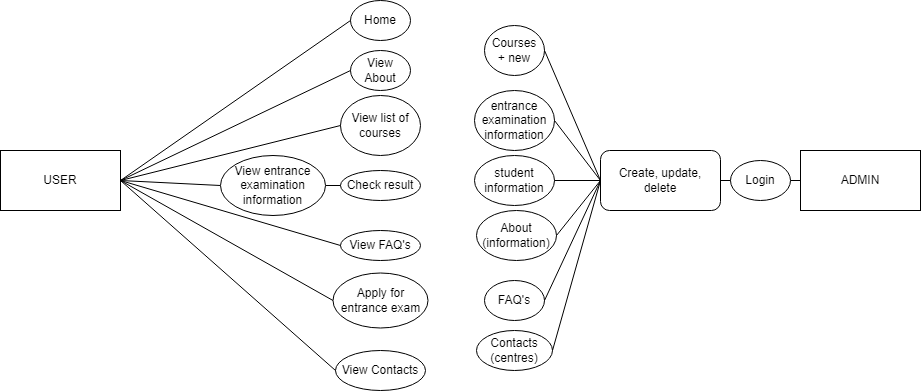 Home
View
About
View list of
courses
USER
View entrance
examination
information
Check result
View FAQ's
Apply for
entrance exam
View Contacts
Courses
+ new
entrance
examination
information
student
information
About
(information)
FAQ's
Contacts
(centres)
Create, update,
delete
Login
ADMIN